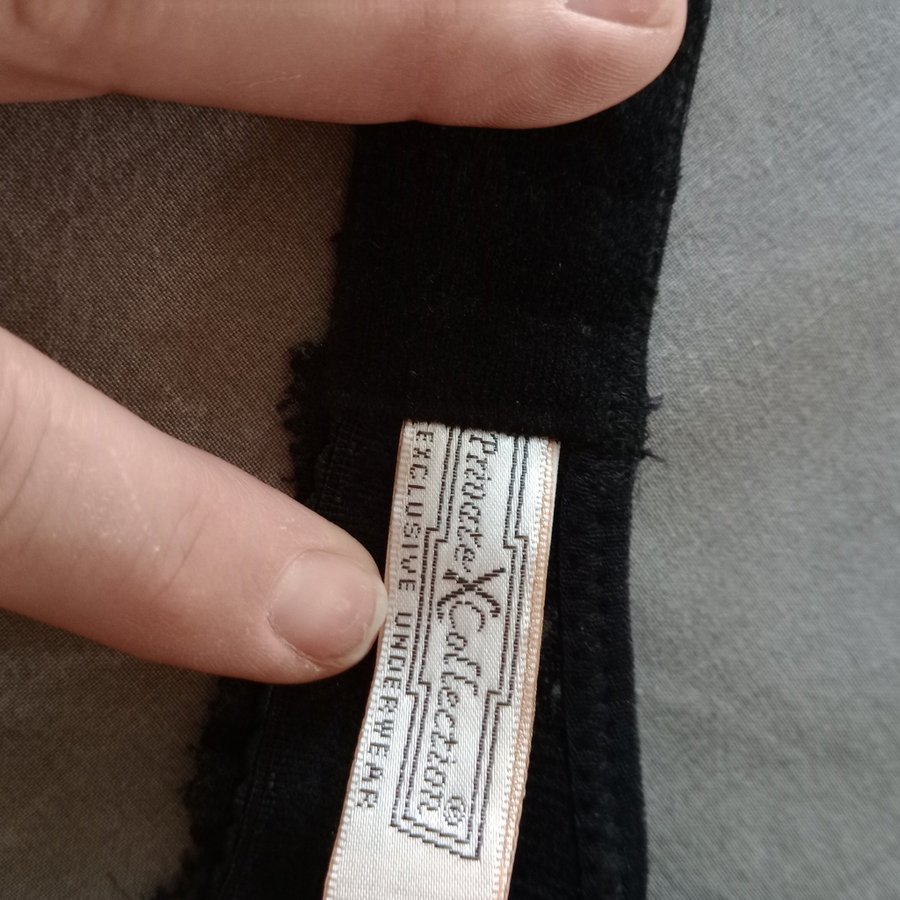 Private X Collection ©
EXCLUSIVE UNDERWEAR